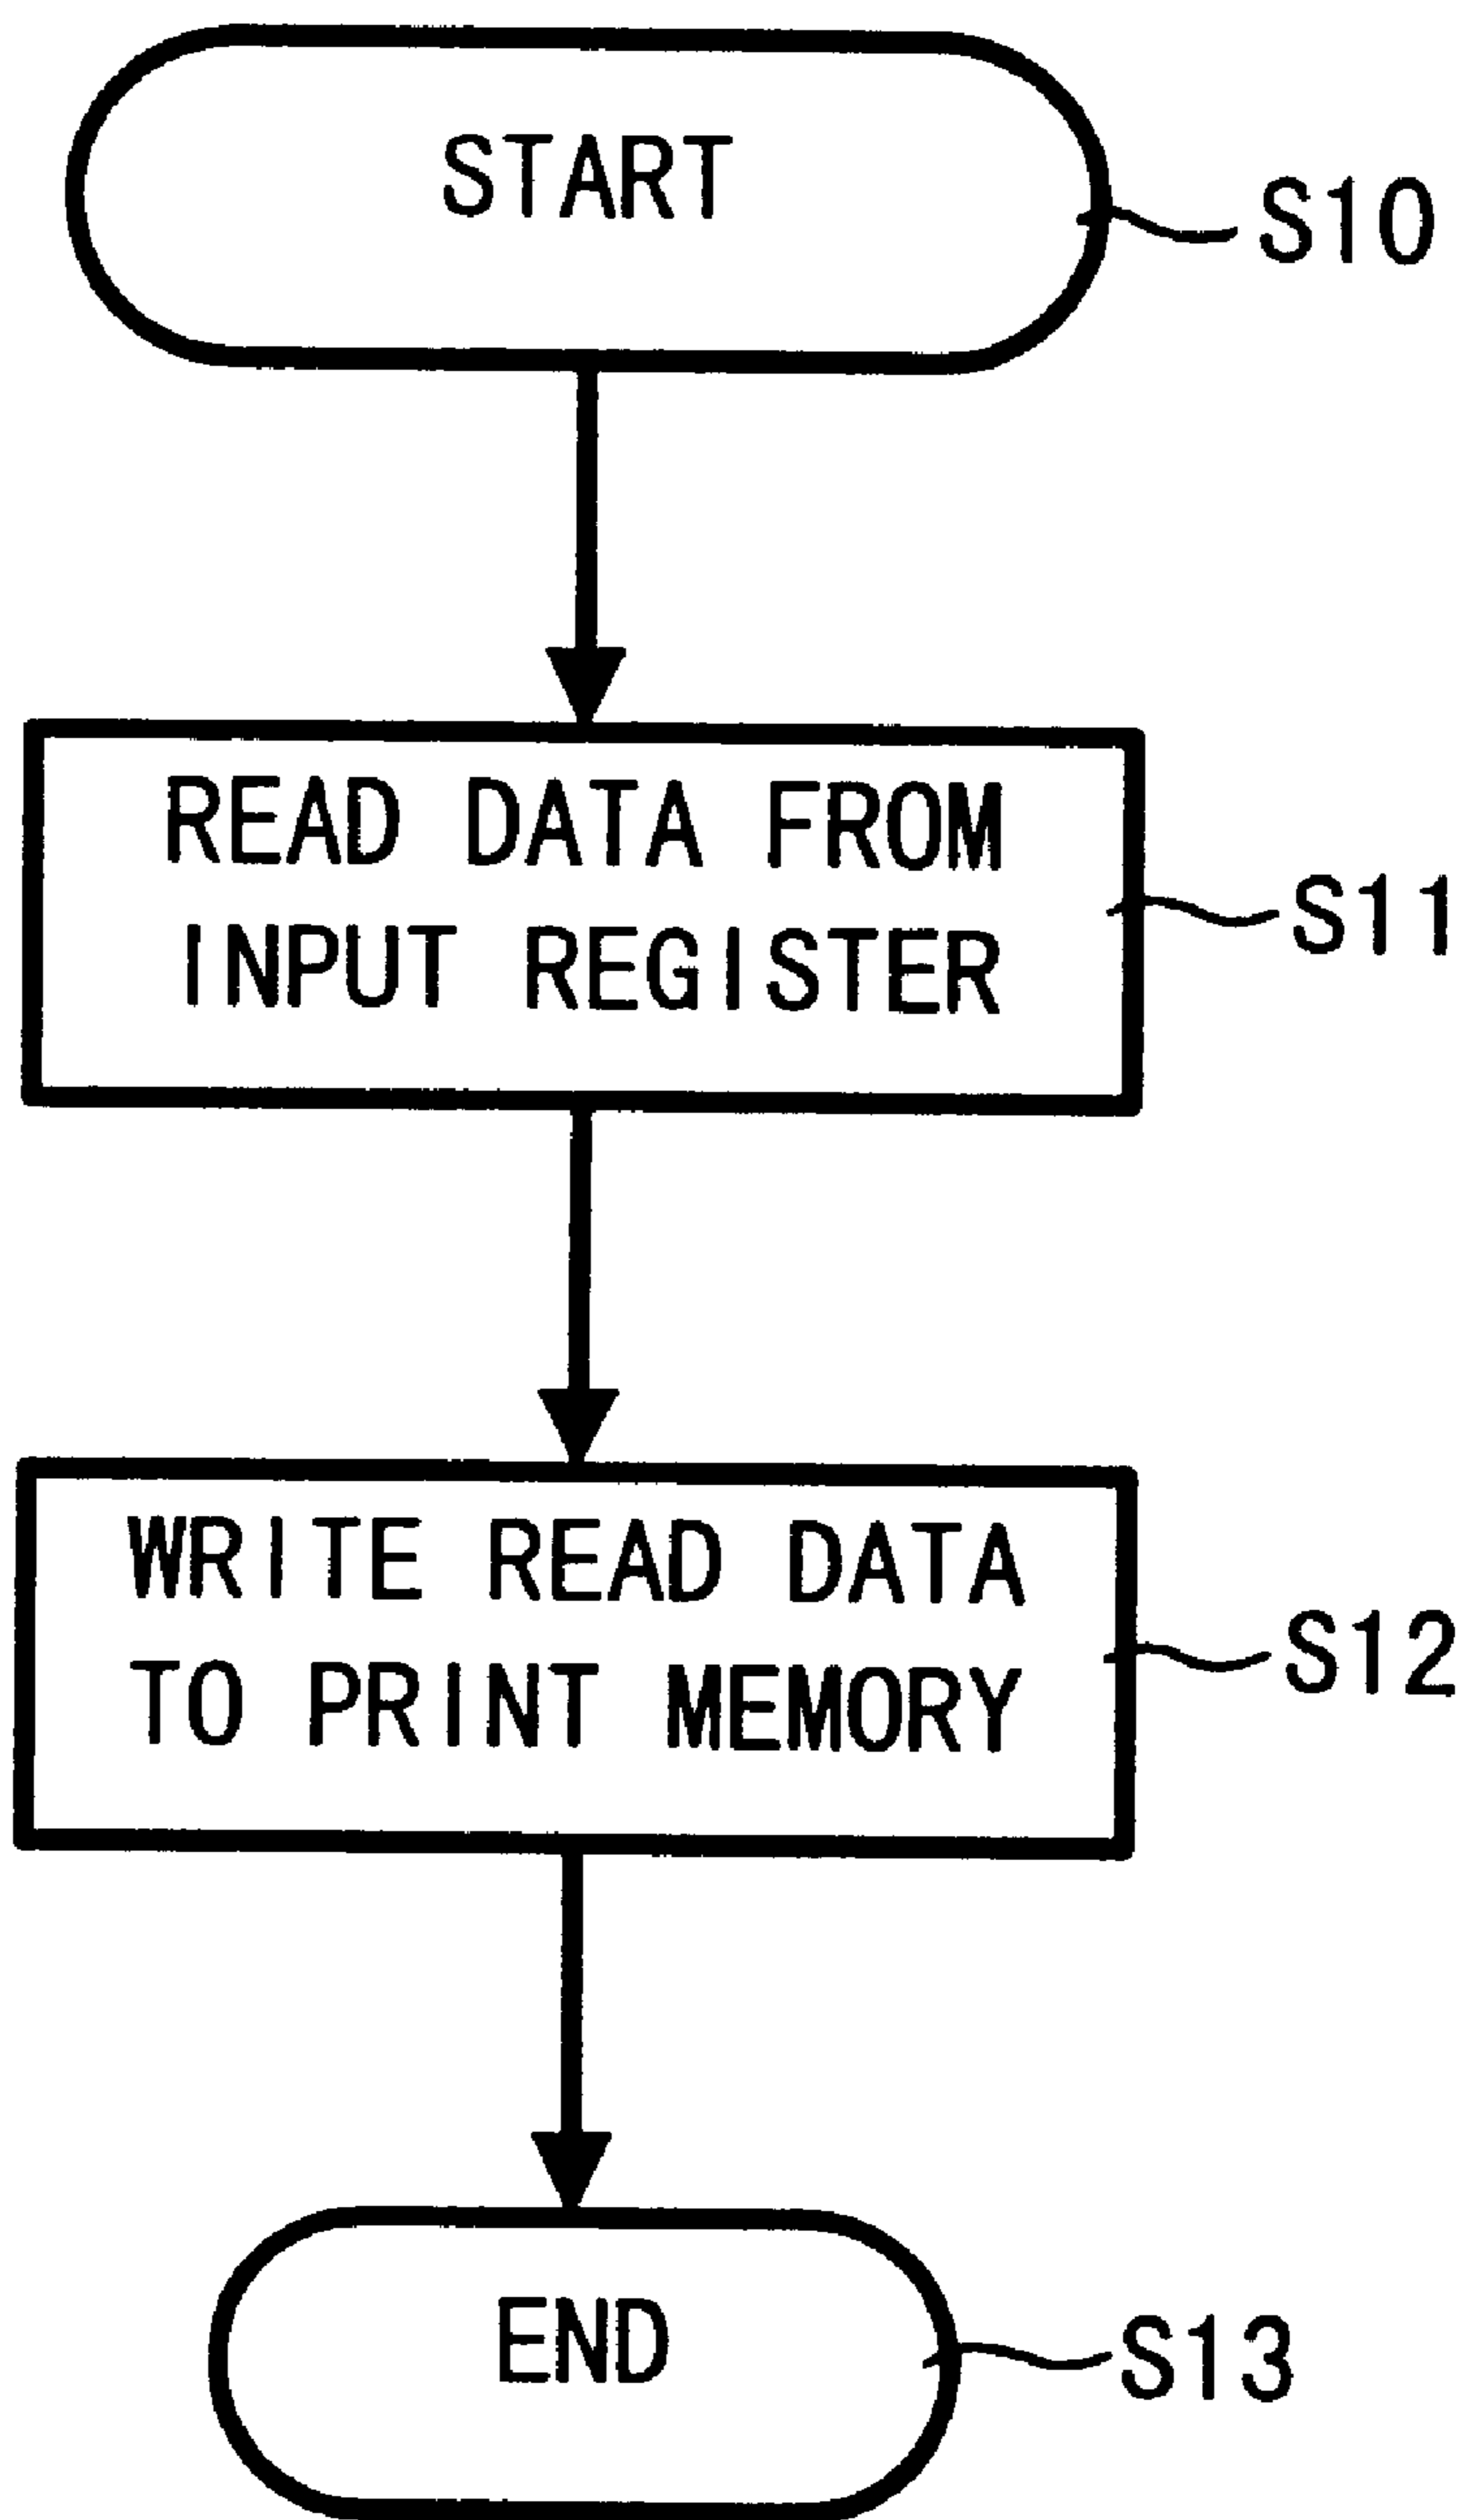 START
S10
READ DATA FROM
INPUT REGISTER
S11
WRITE READ DATA
TO PRINT MEMORY
S12
END
S13